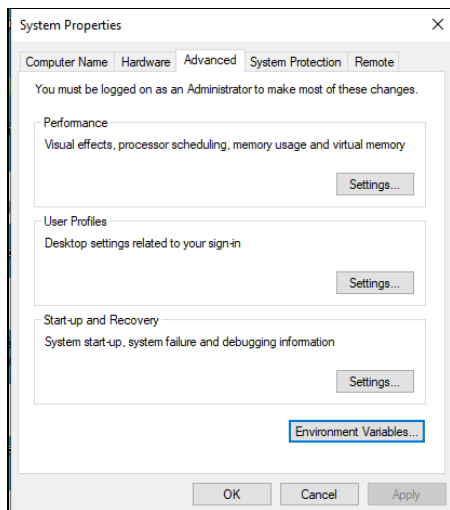 System Properties
Computer Name Hardware Advanced System Protection Remote
You must be logged on as an Administrator to make most of these changes.
Performance
Visual effects, processor scheduling, memory usage and virtual memory
Settings...
User Profiles
Desktop settings related to your sign-in
Settings...
Start-up and Recovery
System start-up, system failure and debugging information
Settings...
Environment Variables...
OK Cancel Apply